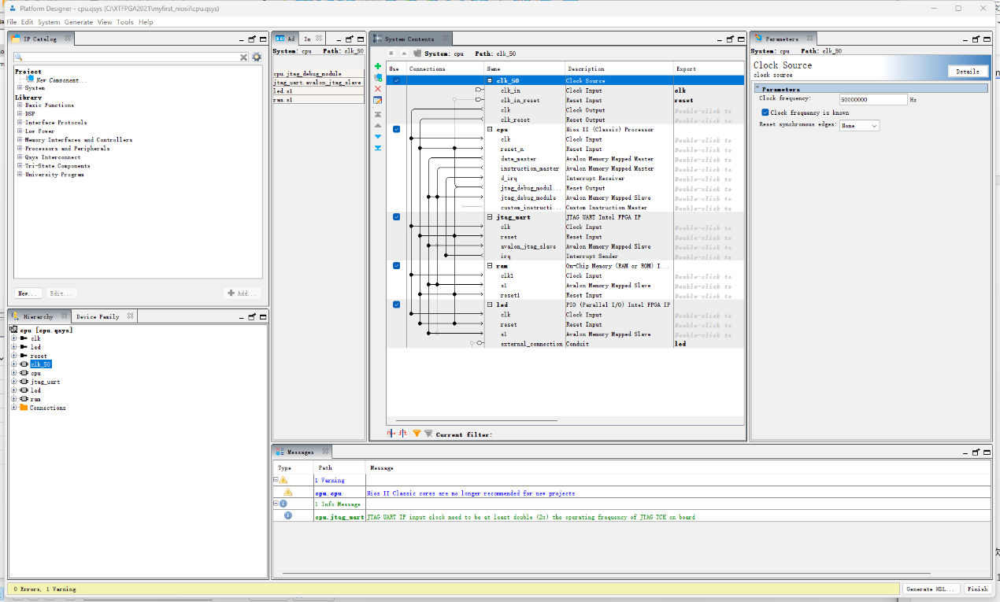 Platform Designer - cpu.qsys (C:\XTFPGA2021\myfirst_niosii\cpu.qsys)
File Edit System Generate View Tools Help
IP Catalog
Project
New Component...
System
Library
Basic Functions
DSP
Interface Protocols
Low Power
Memory Interfaces and Controllers
Processors and Peripherals
Qsys Interconnect
Tri-State Components
University Program
New... Edit... Add...
Hierarchy Device Family
cpu [cpu.qsys]
clk
led
reset
clk_50
cpu
jtag_uart
led
ram
Connections
Ad In
System: cpu Path: clk_50
cpu.jtag_debug_module
jtag_uart.avalon_jtag_slave
led.s1
ram.s1
System Contents
System: cpu Path: clk_50
Use Connections Name Description Export
clk_50 Clock Source
clk_in Clock Input clk
clk_in_reset Reset Input reset
clk Clock Output Double-click to
clk_reset Reset Output Double-click to
cpu Nios II (Classic) Processor
clk Clock Input Double-click to
reset_n Reset Input Double-click to
data_master Avalon Memory Mapped Master Double-click to
instruction_master Avalon Memory Mapped Master Double-click to
d_irq Interrupt Receiver Double-click to
jtag_debug_modul... Reset Output Double-click to
jtag_debug_module Avalon Memory Mapped Slave Double-click to
custom_instructi... Custom Instruction Master Double-click to
jtag_uart JTAG UART Intel FPGA IP
clk Clock Input Double-click to
reset Reset Input Double-click to
avalon_jtag_slave Avalon Memory Mapped Slave Double-click to
irq Interrupt Sender Double-click to
ram On-Chip Memory (RAM or ROM) I...
clk1 Clock Input Double-click to
s1 Avalon Memory Mapped Slave Double-click to
reset1 Reset Input Double-click to
led PIO (Parallel I/O) Intel FPGA IP
clk Clock Input Double-click to
reset Reset Input Double-click to
s1 Avalon Memory Mapped Slave Double-click to
external_connection Conduit led
Current filter:
Parameters
System: cpu Path: clk_50
Clock Source
clock source
Details
Parameters
Clock frequency: 50000000 Hz
Clock frequency is known
Reset synchronous edges: None
Messages
Type Path Message
1 Warning
cpu.cpu Nios II Classic cores are no longer recommended for new projects
1 Info Message
cpu.jtag_uart JTAG UART IP input clock need to be at least double (2x) the operating frequency of JTAG TCK on board
0 Errors, 1 Warning
Generate HDL... Finish